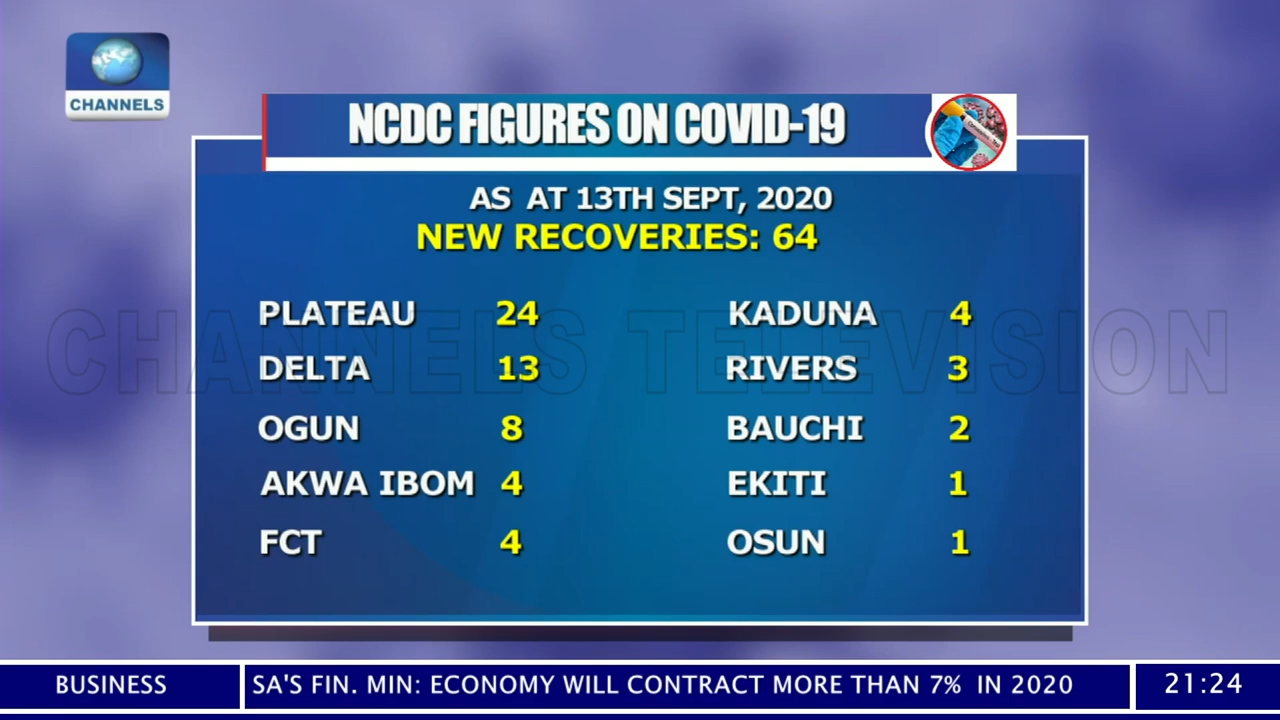 CHANNELS
NCDC FIGURES ON COVID-19
AS AT 13TH SEPT, 2020
NEW RECOVERIES: 64
PLATEAU 24 KADUNA 4
DELTA 13 RIVERS 3
CHANNELS TELEVISION
OGUN 8 BAUCHI 2
AKWA IBOM 4 EKITI 1
FCT 4 OSUN 1
BUSINESS SA'S FIN. MIN: ECONOMY WILL CONTRACT MORE THAN 7% IN 2020 21:24